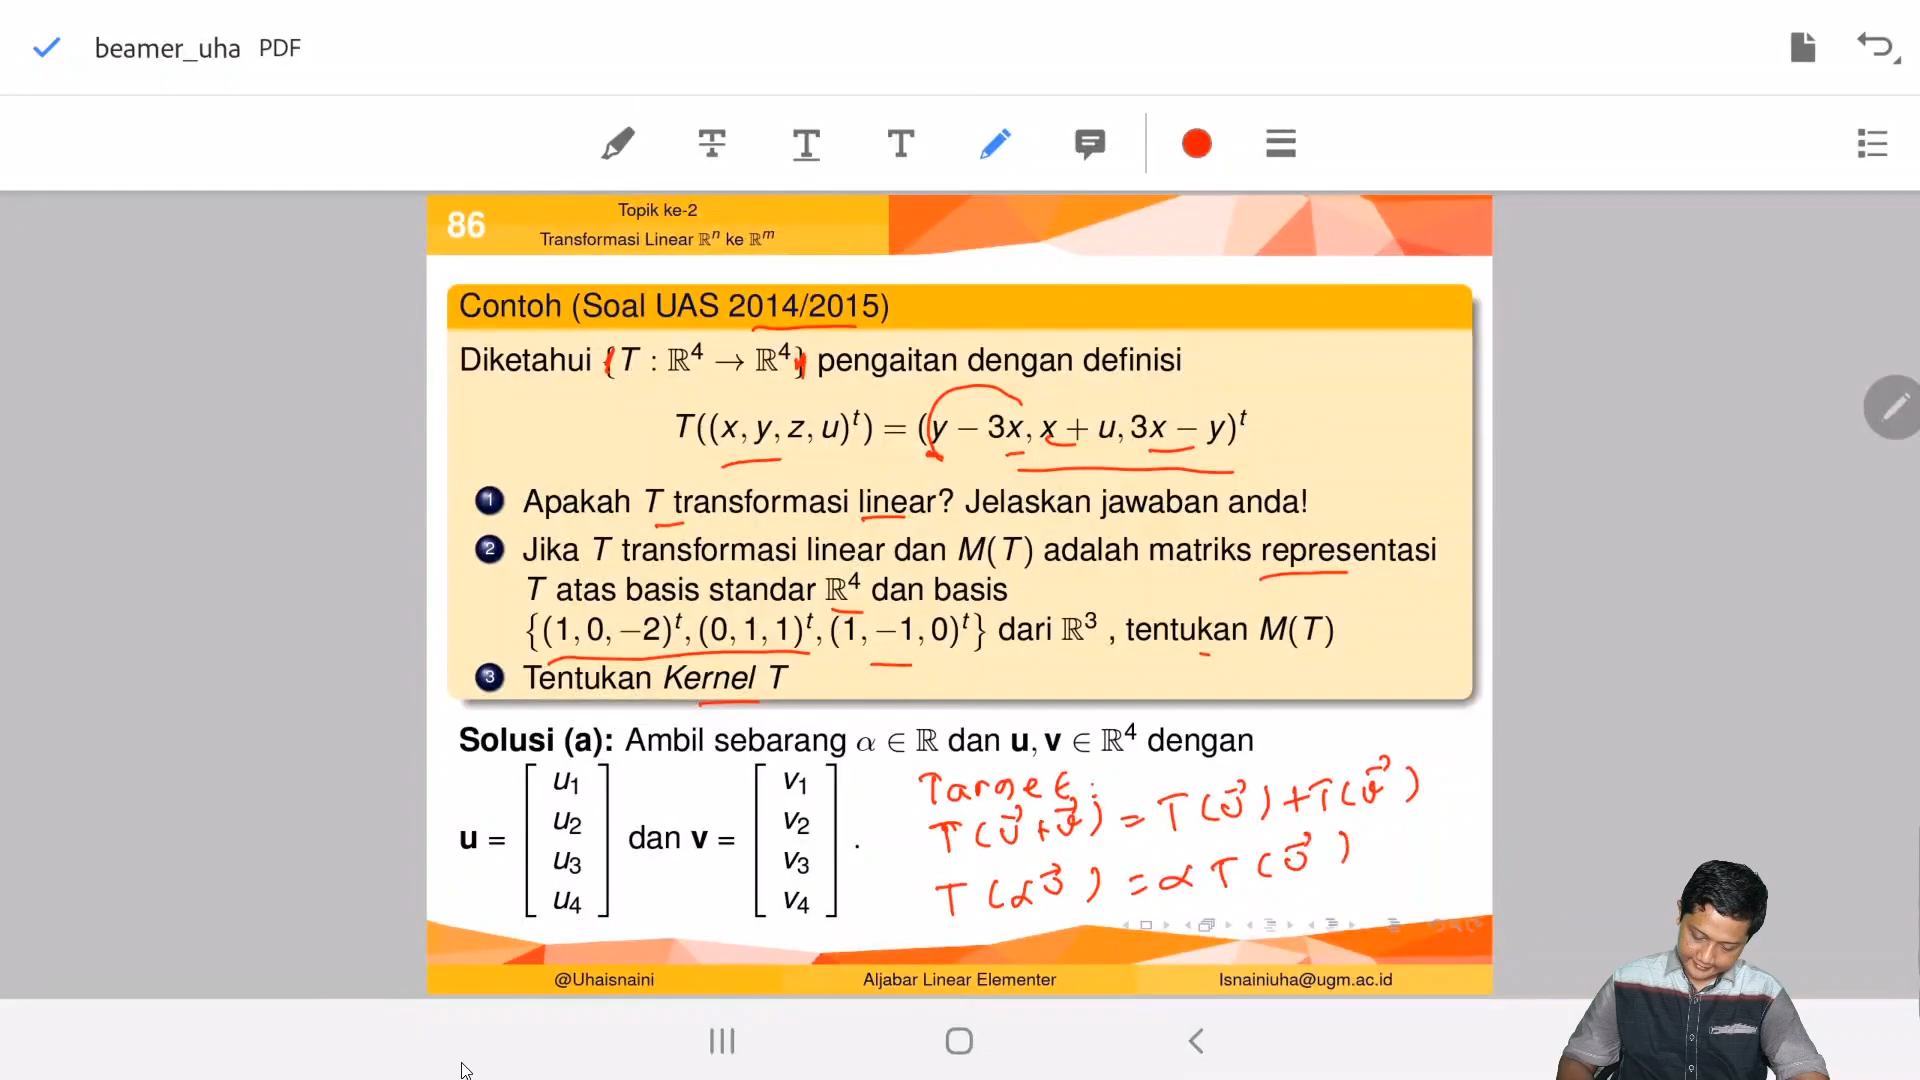 beamer_uha PDF
86
Topik ke-2
Transformasi Linear ℝⁿ ke ℝᵐ
Contoh (Soal UAS 2014/2015)
Diketahui {T : ℝ⁴ → ℝ⁴} pengaitan dengan definisi
T((x, y, z, u)ᵗ) = (y − 3x, x + u, 3x − y)ᵗ
1 Apakah T transformasi linear? Jelaskan jawaban anda!
2 Jika T transformasi linear dan M(T) adalah matriks representasi
T atas basis standar ℝ⁴ dan basis
{(1, 0, −2)ᵗ, (0, 1, 1)ᵗ, (1, −1, 0)ᵗ} dari ℝ³ , tentukan M(T)
3 Tentukan Kernel T
Solusi (a): Ambil sebarang α ∈ ℝ dan u, v ∈ ℝ⁴ dengan
u = [u₁ u₂ u₃ u₄] dan v = [v₁ v₂ v₃ v₄] .
Target :
T(u⃗ + v⃗) = T(u⃗) + T(v⃗)
T(αu⃗) = αT(u⃗)
@Uhaisnaini
Aljabar Linear Elementer
Isnainiuha@ugm.ac.id